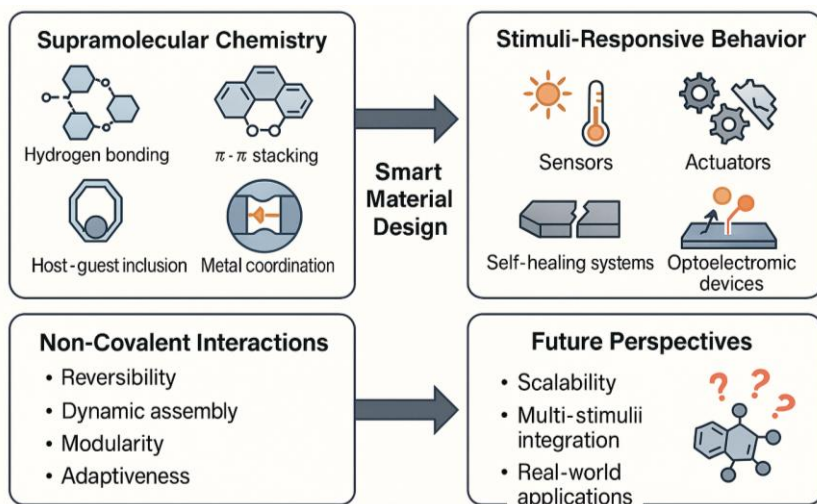 Supramolecular Chemistry
Hydrogen bonding
π - π stacking
Host - guest inclusion
Metal coordination
Smart
Material
Design
Stimuli-Responsive Behavior
Sensors
Actuators
Self-healing systems
Optoelectromic
devices
Non-Covalent Interactions
• Reversibility
• Dynamic assembly
• Modularity
• Adaptiveness
Future Perspectives
• Scalability
• Multi-stimulii
integration
• Real-world
applications
? ? ?